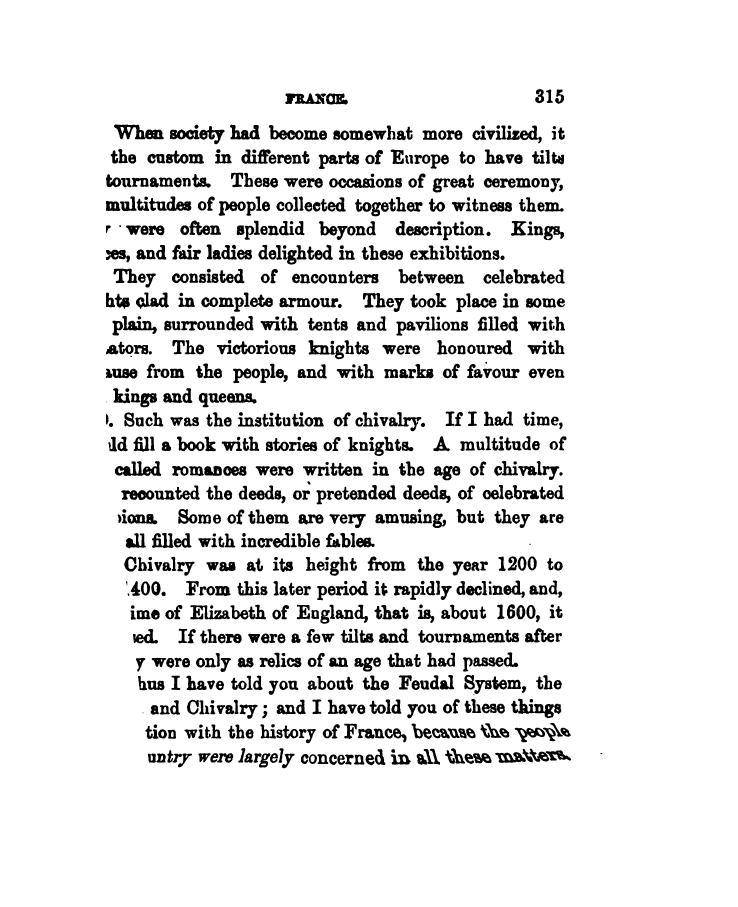 FRANCE. 315
When society had become somewhat more civilized, it
the custom in different parts of Europe to have tilts
tournaments. These were occasions of great ceremony,
multitudes of people collected together to witness them.
were often splendid beyond description. Kings,
and fair ladies delighted in these exhibitions.
They consisted of encounters between celebrated
clad in complete armour. They took place in some
plain, surrounded with tents and pavilions filled with
The victorious knights were honoured with
from the people, and with marks of favour even
kings and queens.
Such was the institution of chivalry. If I had time,
fill a book with stories of knights. A multitude of
called romances were written in the age of chivalry.
recounted the deeds, or pretended deeds, of celebrated
Some of them are very amusing, but they are
all filled with incredible fables.
Chivalry was at its height from the year 1200 to
400. From this later period it rapidly declined, and,
of Elizabeth of England, that is, about 1600, it
If there were a few tilts and tournaments after
y were only as relics of an age that had passed.
hus I have told you about the Feudal System, the
and Chivalry; and I have told you of these things
tion with the history of France, because the people
untry were largely concerned in all these matters.